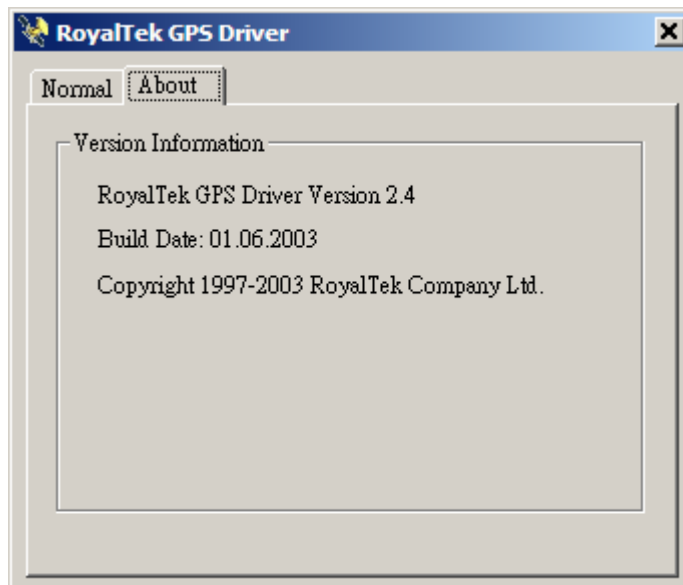 RoyalTek GPS Driver
Normal About
Version Information
RoyalTek GPS Driver Version 2.4
Build Date: 01.06.2003
Copyright 1997-2003 RoyalTek Company Ltd.